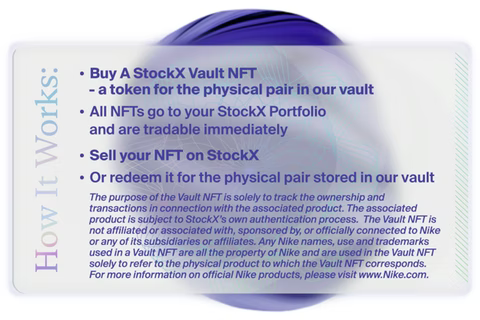 How It Works:
• Buy A StockX Vault NFT
- a token for the physical pair in our vault
• All NFTs go to your StockX Portfolio
and are tradable immediately
• Sell your NFT on StockX
• Or redeem it for the physical pair stored in our vault
The purpose of the Vault NFT is solely to track the ownership and
transactions in connection with the associated product. The associated
product is subject to StockX's own authentication process. The Vault NFT is
not affiliated or associated with, sponsored by, or officially connected to Nike
or any of its subsidiaries or affiliates. Any Nike names, use and trademarks
used in a Vault NFT are all the property of Nike and are used in the Vault NFT
solely to refer to the physical product to which the Vault NFT corresponds.
For more information on official Nike products, please visit www.Nike.com.